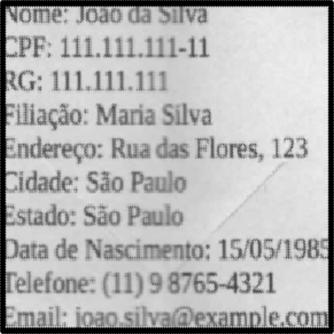 Nome: João da Silva
CPF: 111.111.111-11
RG: 111.111.111
Filiação: Maria Silva
Endereço: Rua das Flores, 123
Cidade: São Paulo
Estado: São Paulo
Data de Nascimento: 15/05/1985
Telefone: (11) 9 8765-4321
Email: joao.silva@example.com